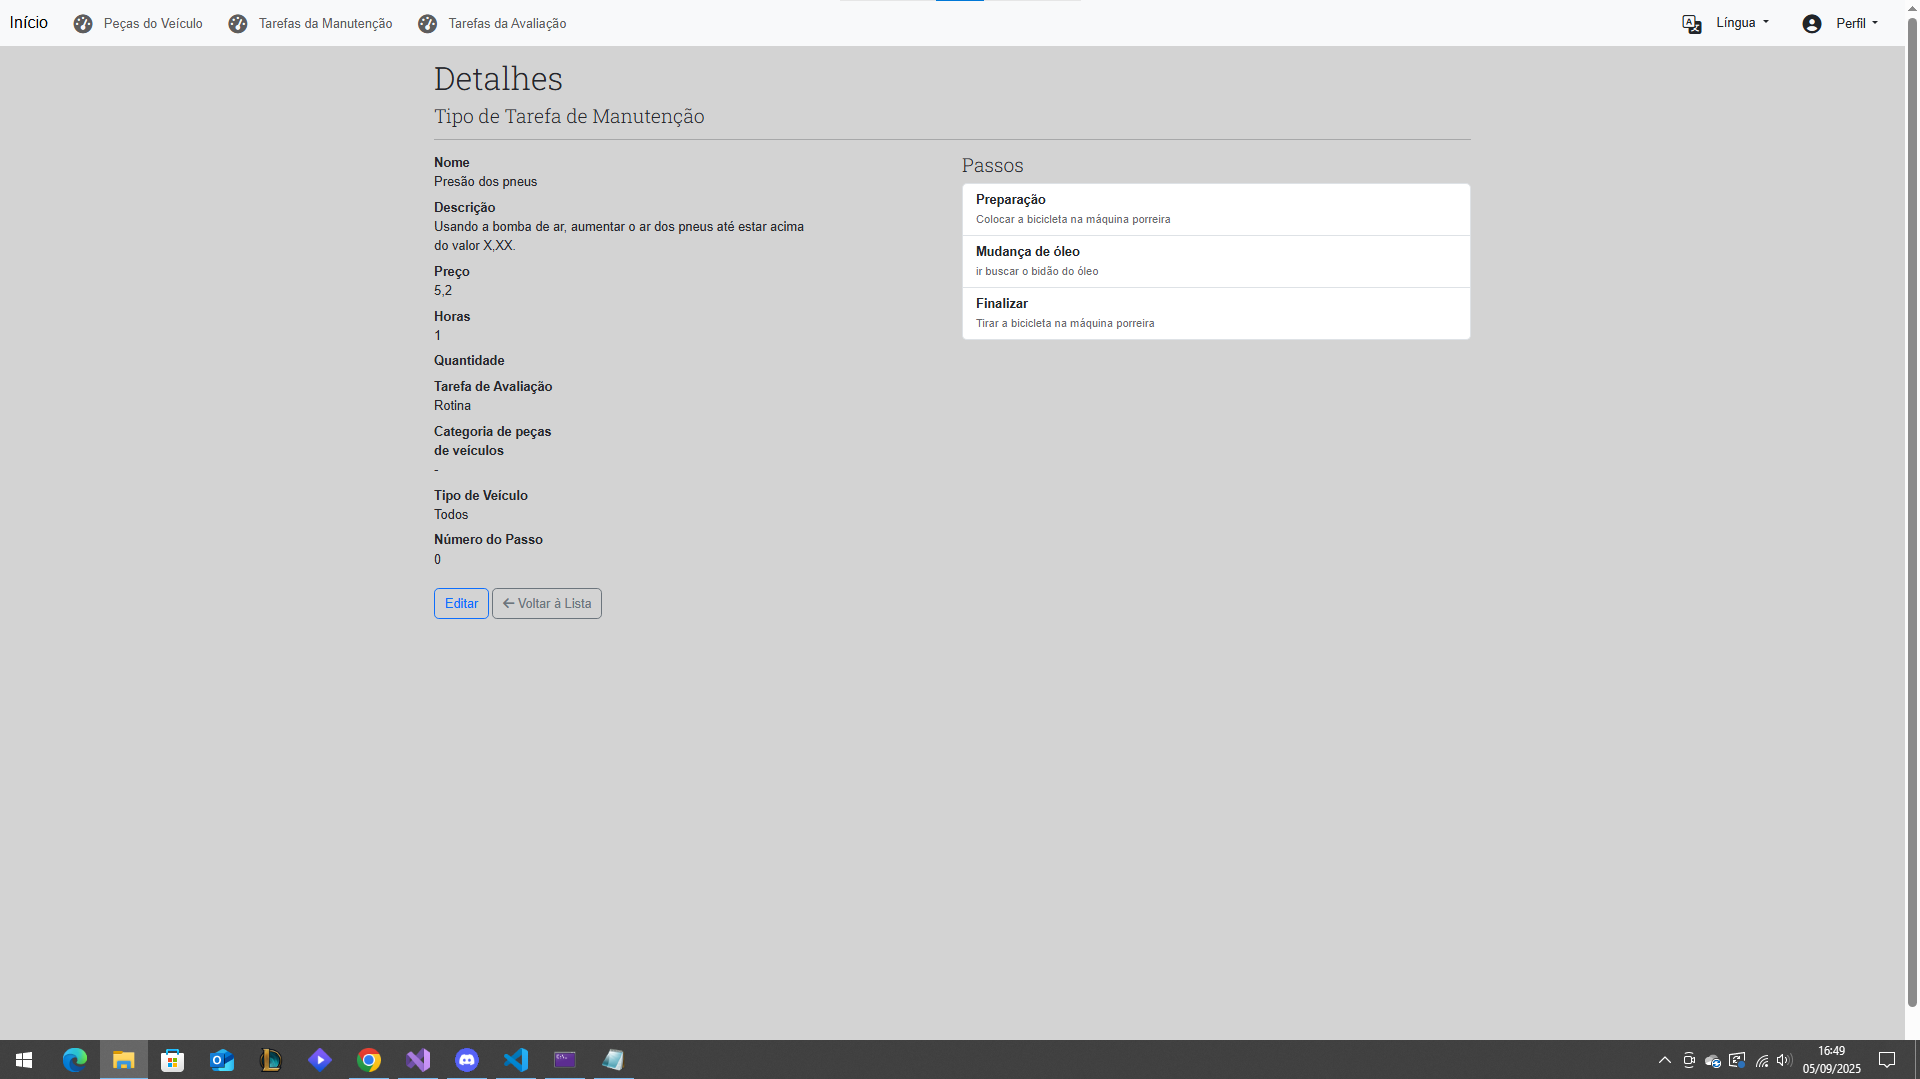 Início
Peças do Veículo
Tarefas da Manutenção
Tarefas da Avaliação
Língua
Perfil
Detalhes
Tipo de Tarefa de Manutenção
Nome
Presão dos pneus
Descrição
Usando a bomba de ar, aumentar o ar dos pneus até estar acima
do valor X,XX.
Preço
5,2
Horas
1
Quantidade
Tarefa de Avaliação
Rotina
Categoria de peças
de veículos
-
Tipo de Veiculo
Todos
Número do Passo
0
Editar
Voltar à Lista
Passos
Preparação
Colocar a bicicleta na máquina porreira
Mudança de óleo
ir buscar o bidão do óleo
Finalizar
Tirar a bicicleta na máquina porreira
16:49
05/09/2025